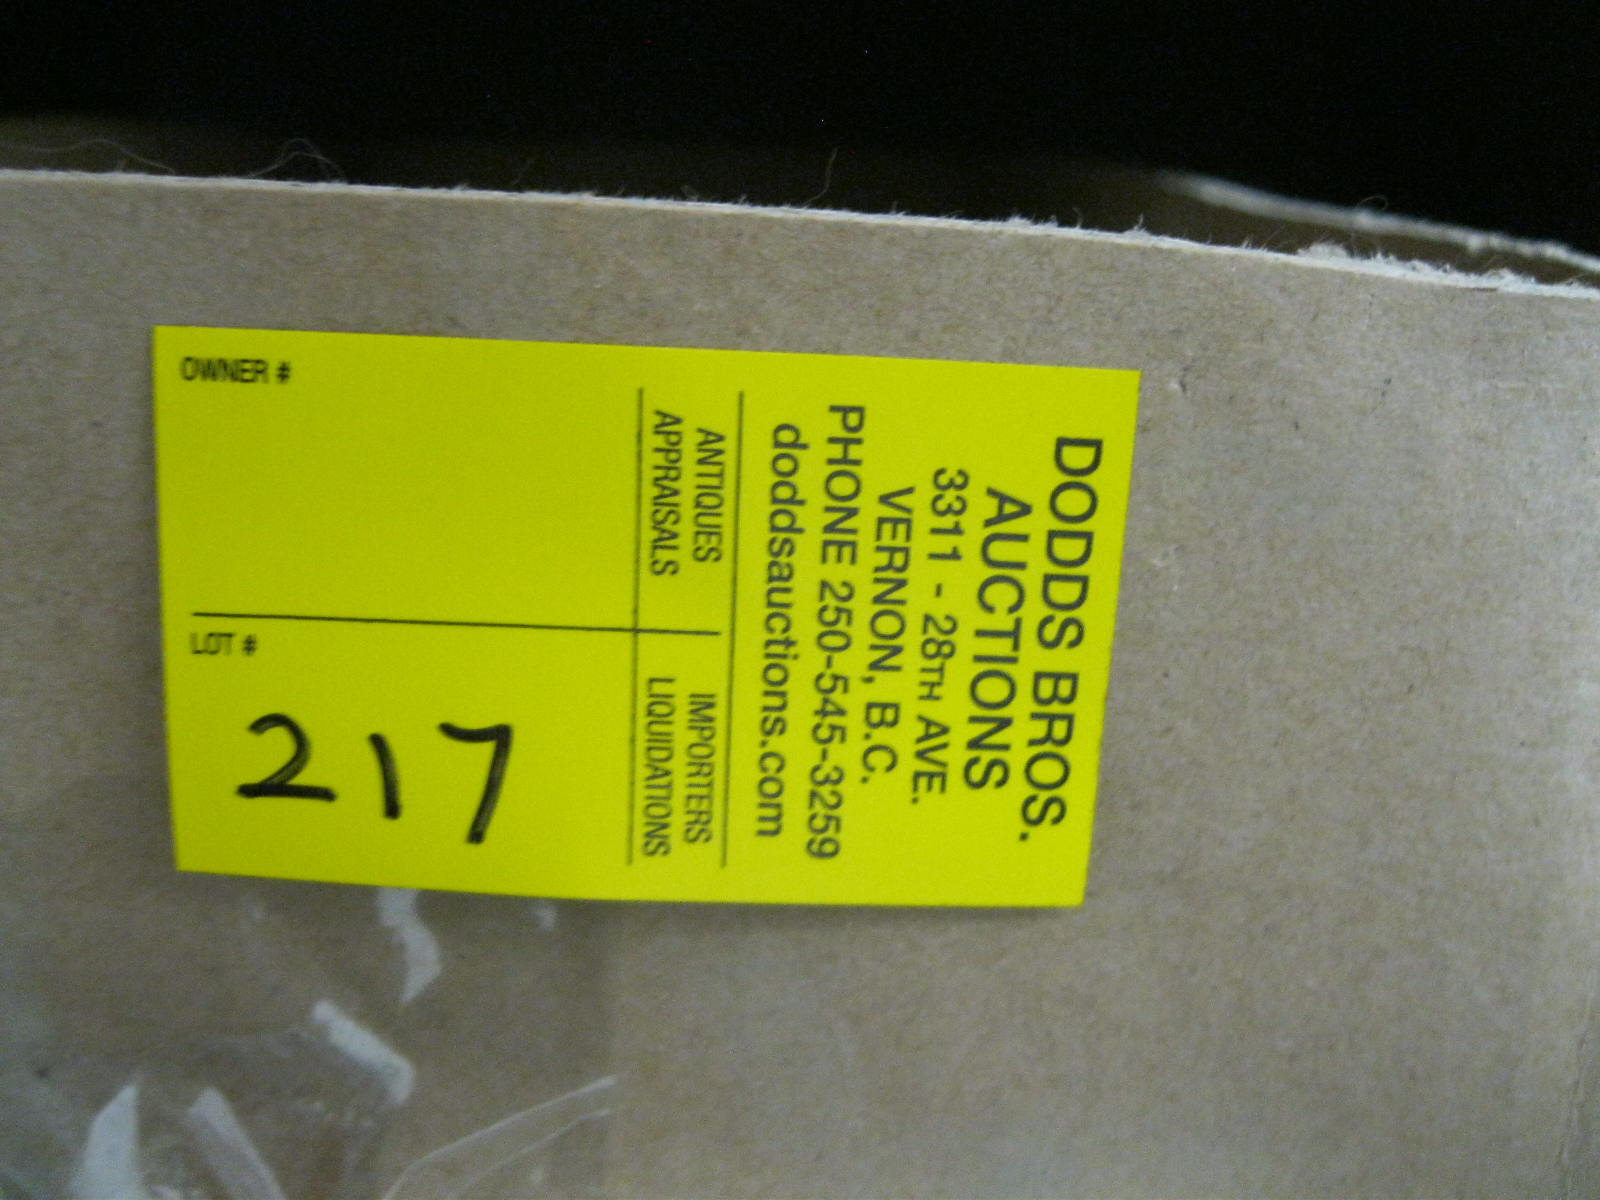 DODDS BROS.
AUCTIONS
3311 - 28TH AVE.
VERNON, B.C.
PHONE 250-545-3259
doddsauctions.com
ANTIQUES
APPRAISALS
IMPORTERS
LIQUIDATIONS
OWNER #
LOT #
217